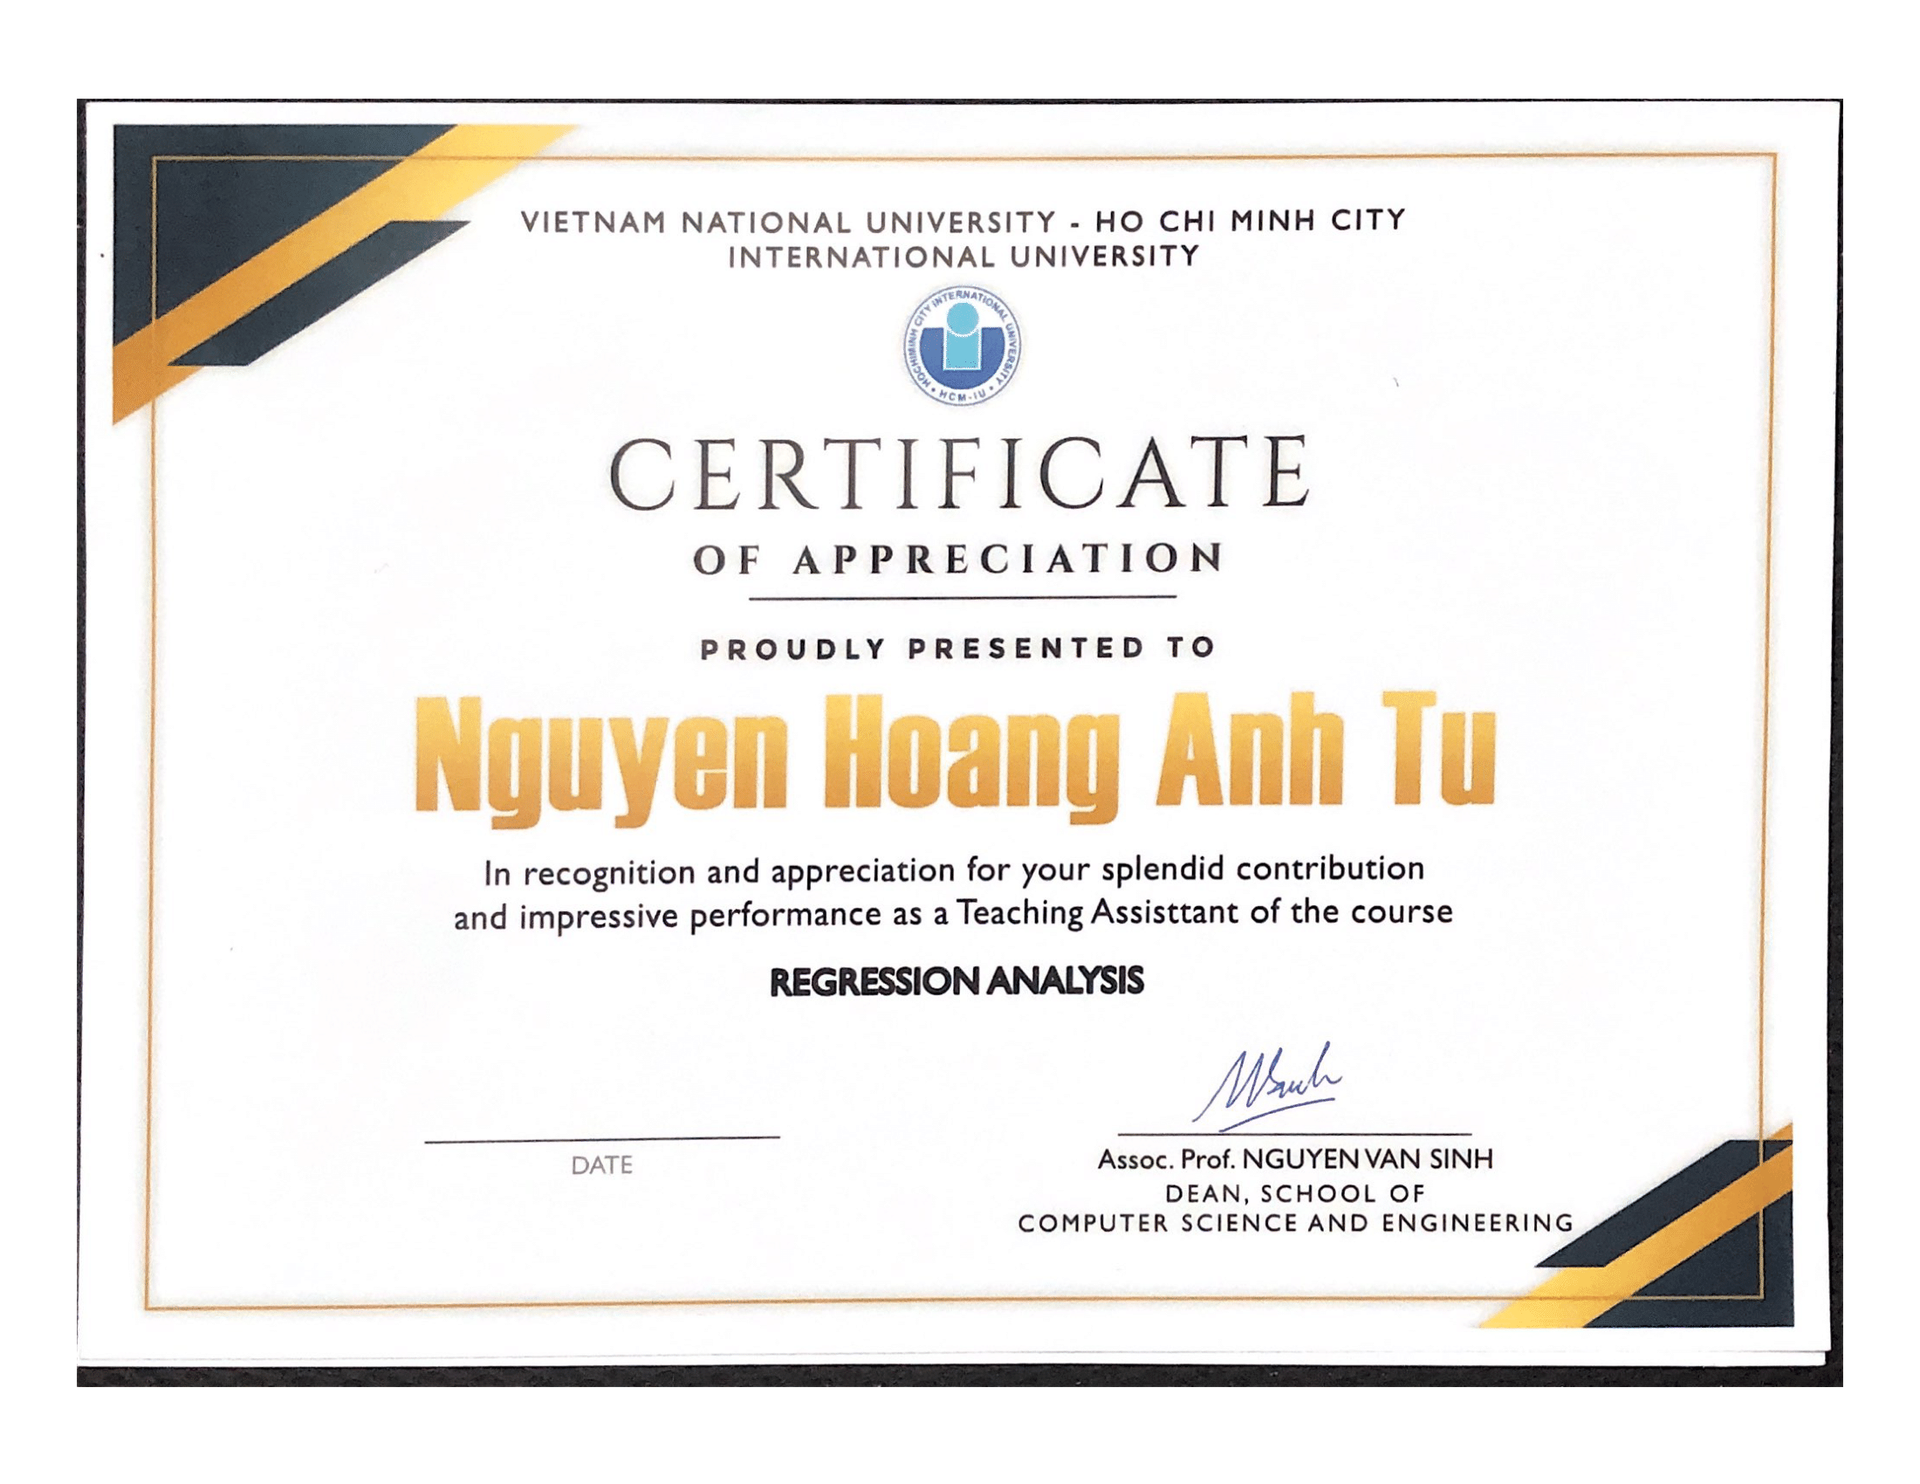 VIETNAM NATIONAL UNIVERSITY - HO CHI MINH CITY
INTERNATIONAL UNIVERSITY
HOCHIMINH CITY INTERNATIONAL UNIVERSITY
HCM-IU
CERTIFICATE
OF APPRECIATION
PROUDLY PRESENTED TO
Nguyen Hoang Anh Tu
In recognition and appreciation for your splendid contribution
and impressive performance as a Teaching Assisttant of the course
REGRESSION ANALYSIS
DATE
Assoc. Prof. NGUYEN VAN SINH
DEAN, SCHOOL OF
COMPUTER SCIENCE AND ENGINEERING